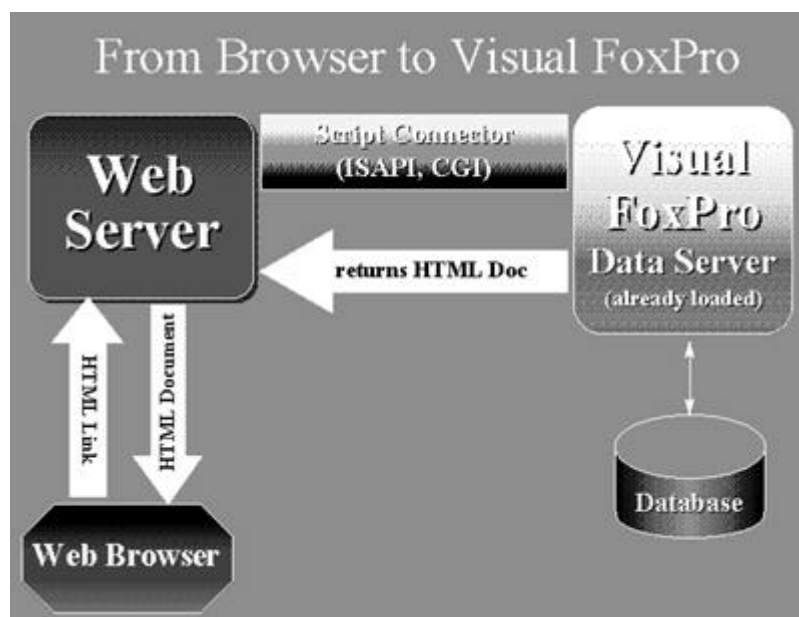 From Browser to Visual FoxPro
Web
Server
Script Connector
(ISAPI, CGI)
Visual
FoxPro
Data Server
(already loaded)
returns HTML Doc
HTML Link
HTML Document
Database
Web Browser